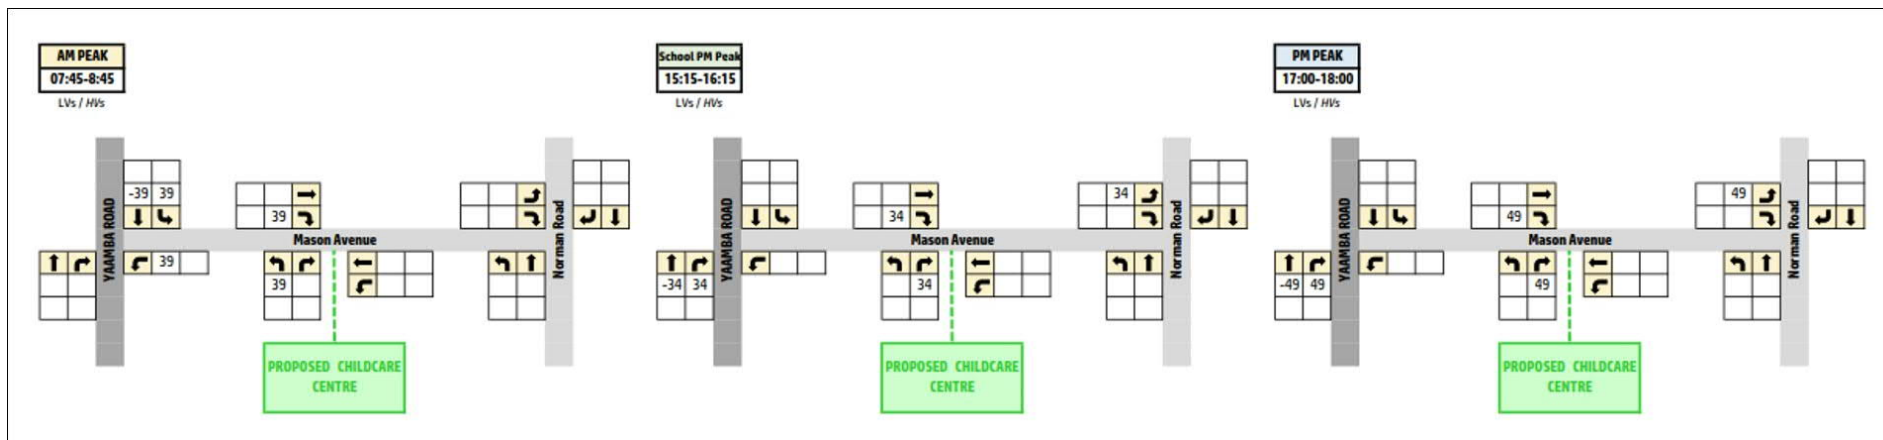 AM PEAK
07:45-8:45
LVs / HVs
YAAMBA ROAD
-39 39
39
39
39
Mason Avenue
Norman Road
PROPOSED CHILDCARE
CENTRE
School PM Peak
15:15-16:15
LVs / HVs
YAAMBA ROAD
-34 34
34
34
34
Mason Avenue
Norman Road
PROPOSED CHILDCARE
CENTRE
PM PEAK
17:00-18:00
LVs / HVs
YAAMBA ROAD
-49 49
49
49
49
Mason Avenue
Norman Road
PROPOSED CHILDCARE
CENTRE